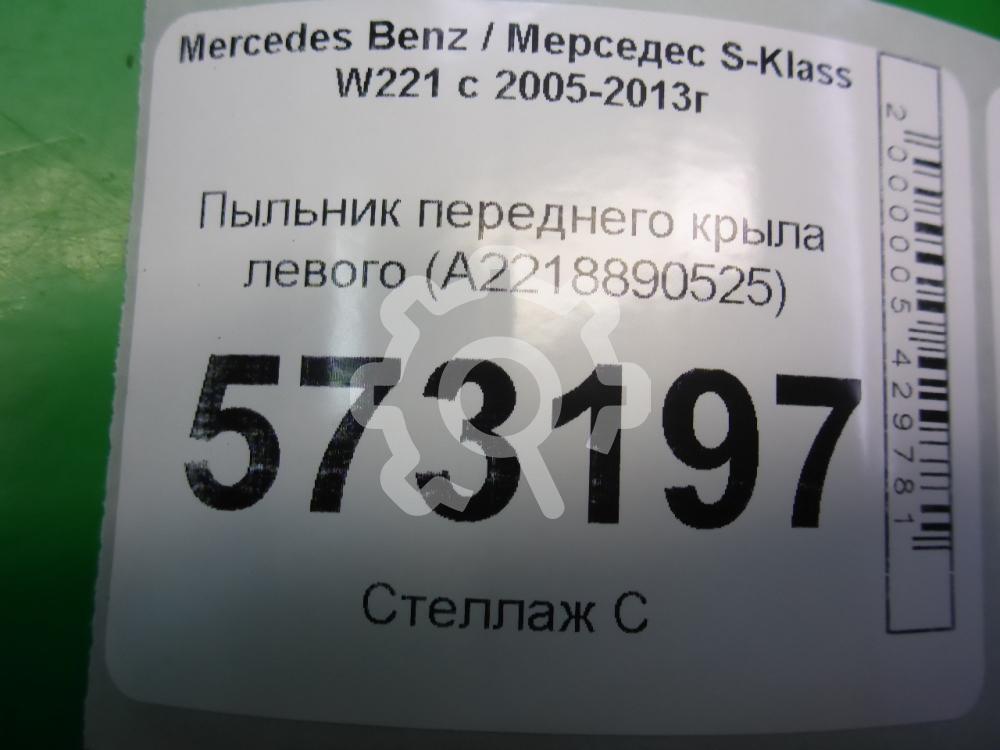 Mercedes Benz / Мерседес S-Klass
W221 с 2005-2013г
Пыльник переднего крыла
левого (A2218890525)
573197
Стеллаж С
2000005429781